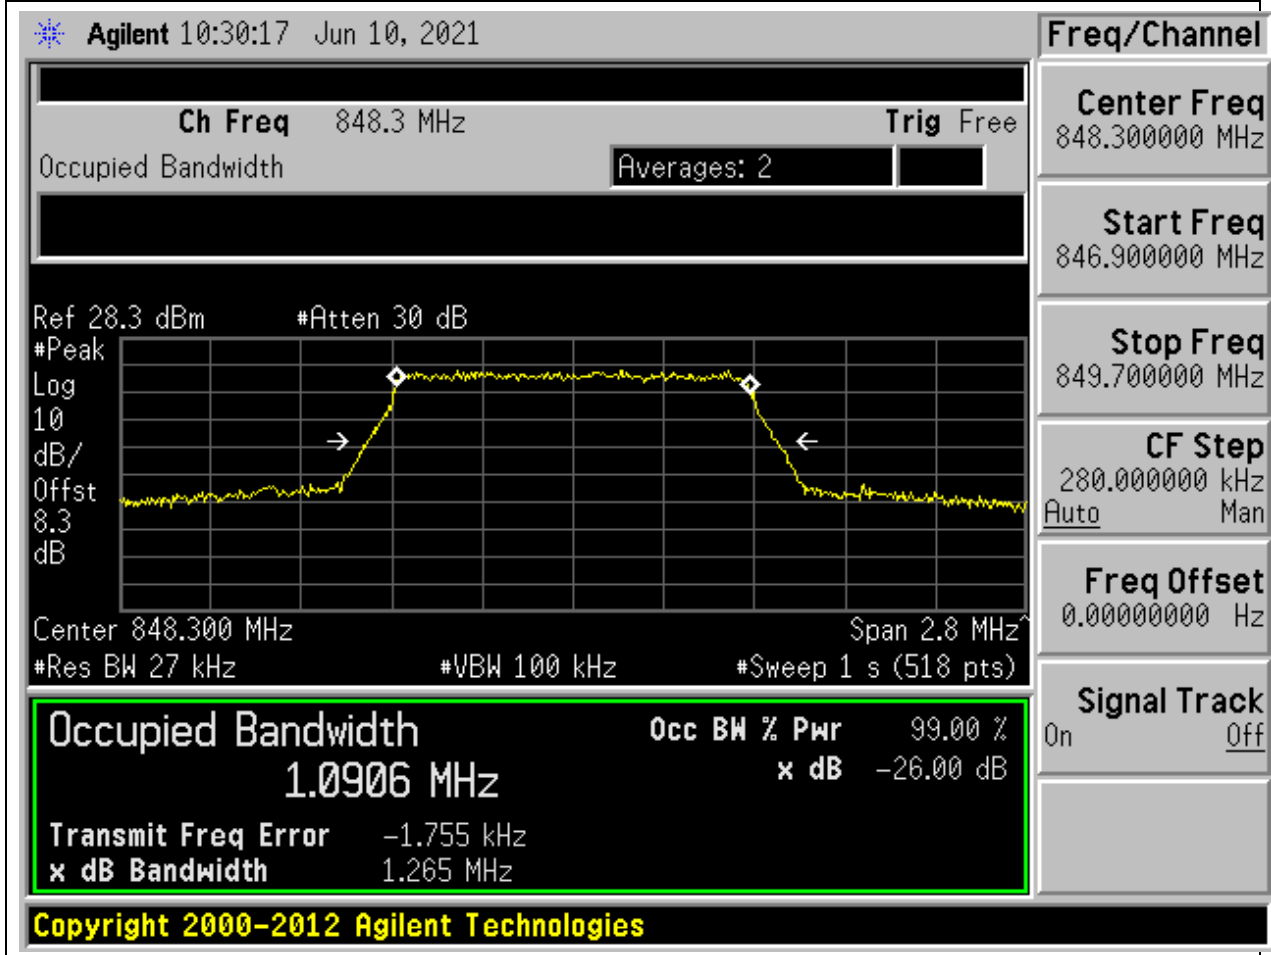 Agilent 10:30:17 Jun 10, 2021
Freq/Channel
Ch Freq 848.3 MHz
Trig Free
Occupied Bandwidth
Averages: 2
Center Freq
848.300000 MHz
Start Freq
846.900000 MHz
Stop Freq
849.700000 MHz
CF Step
280.000000 kHz
Auto Man
Freq Offset
0.00000000 Hz
Signal Track
On Off
Ref 28.3 dBm #Atten 30 dB
#Peak
Log
10
dB/
Offst
8.3
dB
Center 848.300 MHz Span 2.8 MHz^
#Res BW 27 kHz #VBW 100 kHz #Sweep 1 s (518 pts)
Occupied Bandwidth
1.0906 MHz
Occ BW % Pwr 99.00 %
x dB -26.00 dB
Transmit Freq Error -1.755 kHz
x dB Bandwidth 1.265 MHz
Copyright 2000-2012 Agilent Technologies